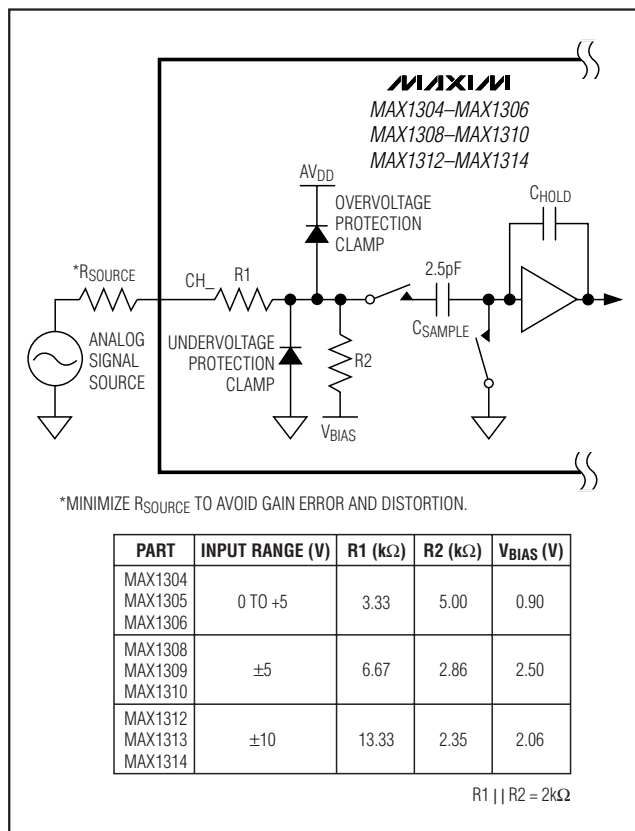 MAXIM
MAX1304–MAX1306
MAX1308–MAX1310
MAX1312–MAX1314
AVDD
OVERVOLTAGE
PROTECTION
CLAMP
CHOLD
*RSOURCE
CH_
R1
2.5pF
CSAMPLE
ANALOG
SIGNAL
SOURCE
UNDERVOLTAGE
PROTECTION
CLAMP
R2
VBIAS
*MINIMIZE RSOURCE TO AVOID GAIN ERROR AND DISTORTION.
PART INPUT RANGE (V) R1 (kΩ) R2 (kΩ) VBIAS (V)
MAX1304
MAX1305
MAX1306
0 TO +5 3.33 5.00 0.90
MAX1308
MAX1309
MAX1310
±5 6.67 2.86 2.50
MAX1312
MAX1313
MAX1314
±10 13.33 2.35 2.06
R1 | | R2 = 2kΩ